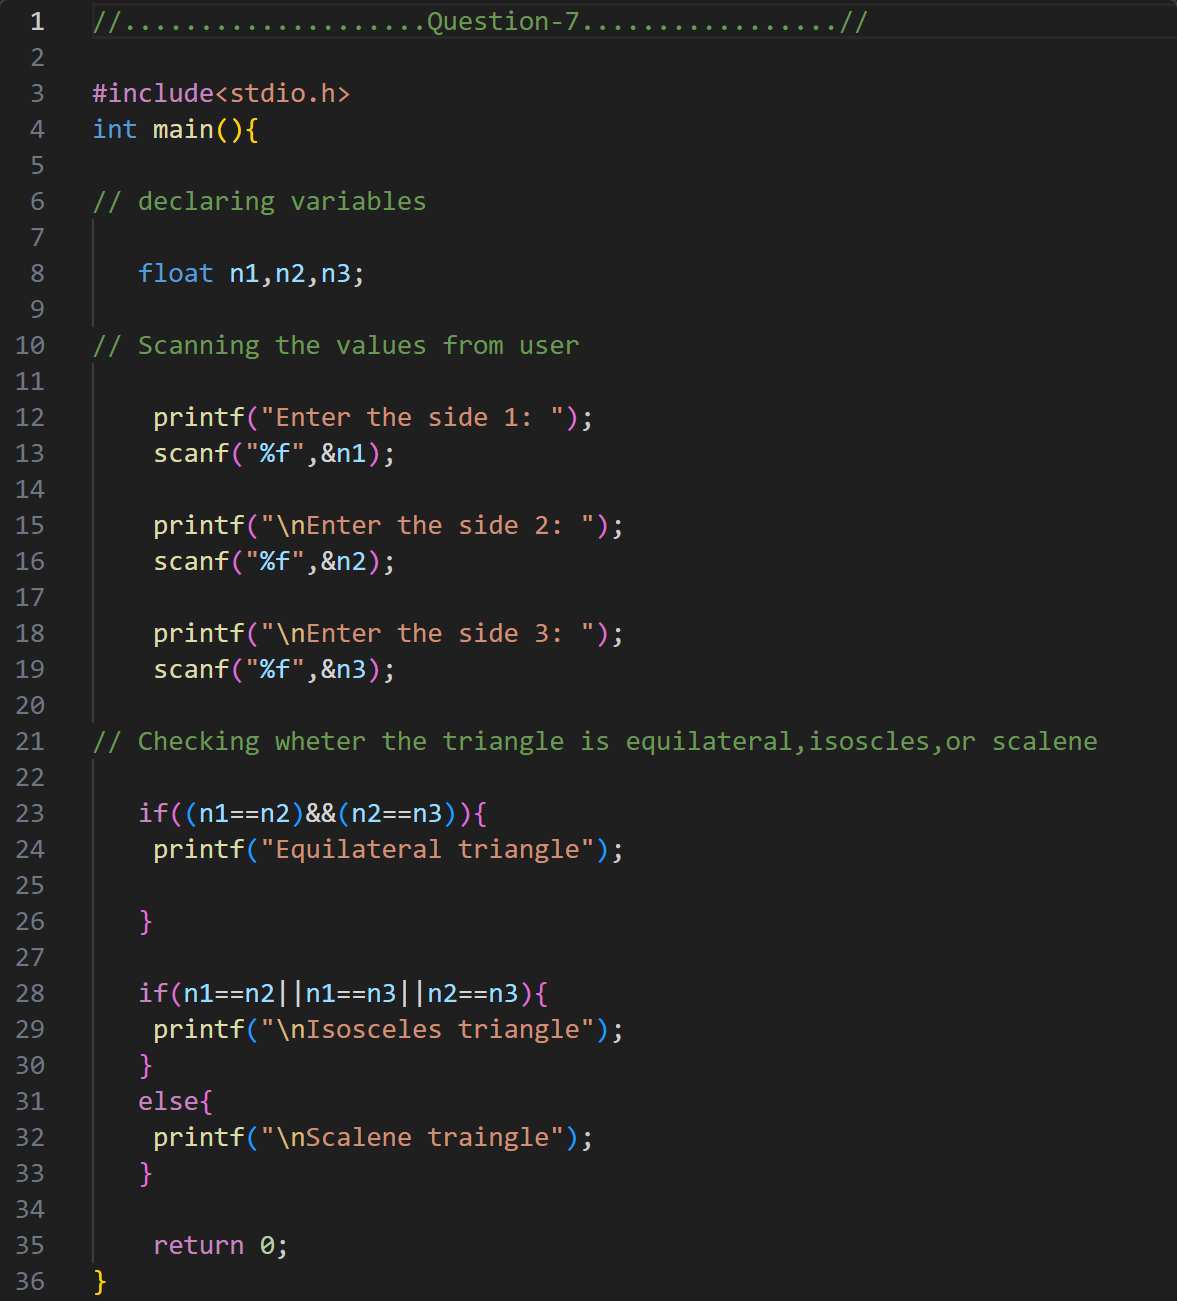 1 //....................Question-7.................//
2
3 #include<stdio.h>
4 int main(){
5
6 // declaring variables
7
8    float n1,n2,n3;
9
10 // Scanning the values from user
11
12     printf("Enter the side 1: ");
13     scanf("%f",&n1);
14
15     printf("\nEnter the side 2: ");
16     scanf("%f",&n2);
17
18     printf("\nEnter the side 3: ");
19     scanf("%f",&n3);
20
21 // Checking wheter the triangle is equilateral,isoscles,or scalene
22
23    if((n1==n2)&&(n2==n3)){
24     printf("Equilateral triangle");
25
26    }
27
28    if(n1==n2||n1==n3||n2==n3){
29     printf("\nIsosceles triangle");
30    }
31    else{
32     printf("\nScalene traingle");
33    }
34
35     return 0;
36 }